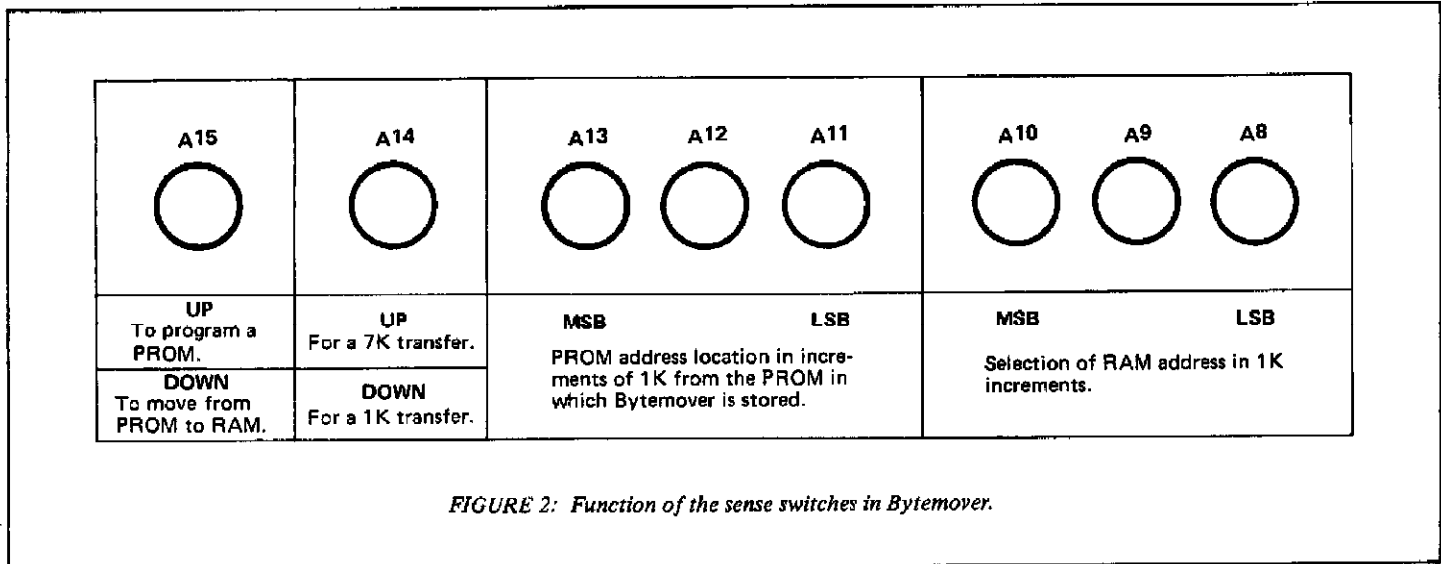 A15 A14 A13 A12 A11 A10 A9 A8
UP
To program a
PROM.
DOWN
To move from
PROM to RAM.
UP
For a 7K transfer.
DOWN
For a 1K transfer.
MSB LSB
PROM address location in incre-
ments of 1K from the PROM in
which Bytemover is stored.
MSB LSB
Selection of RAM address in 1K
increments.
FIGURE 2: Function of the sense switches in Bytemover.